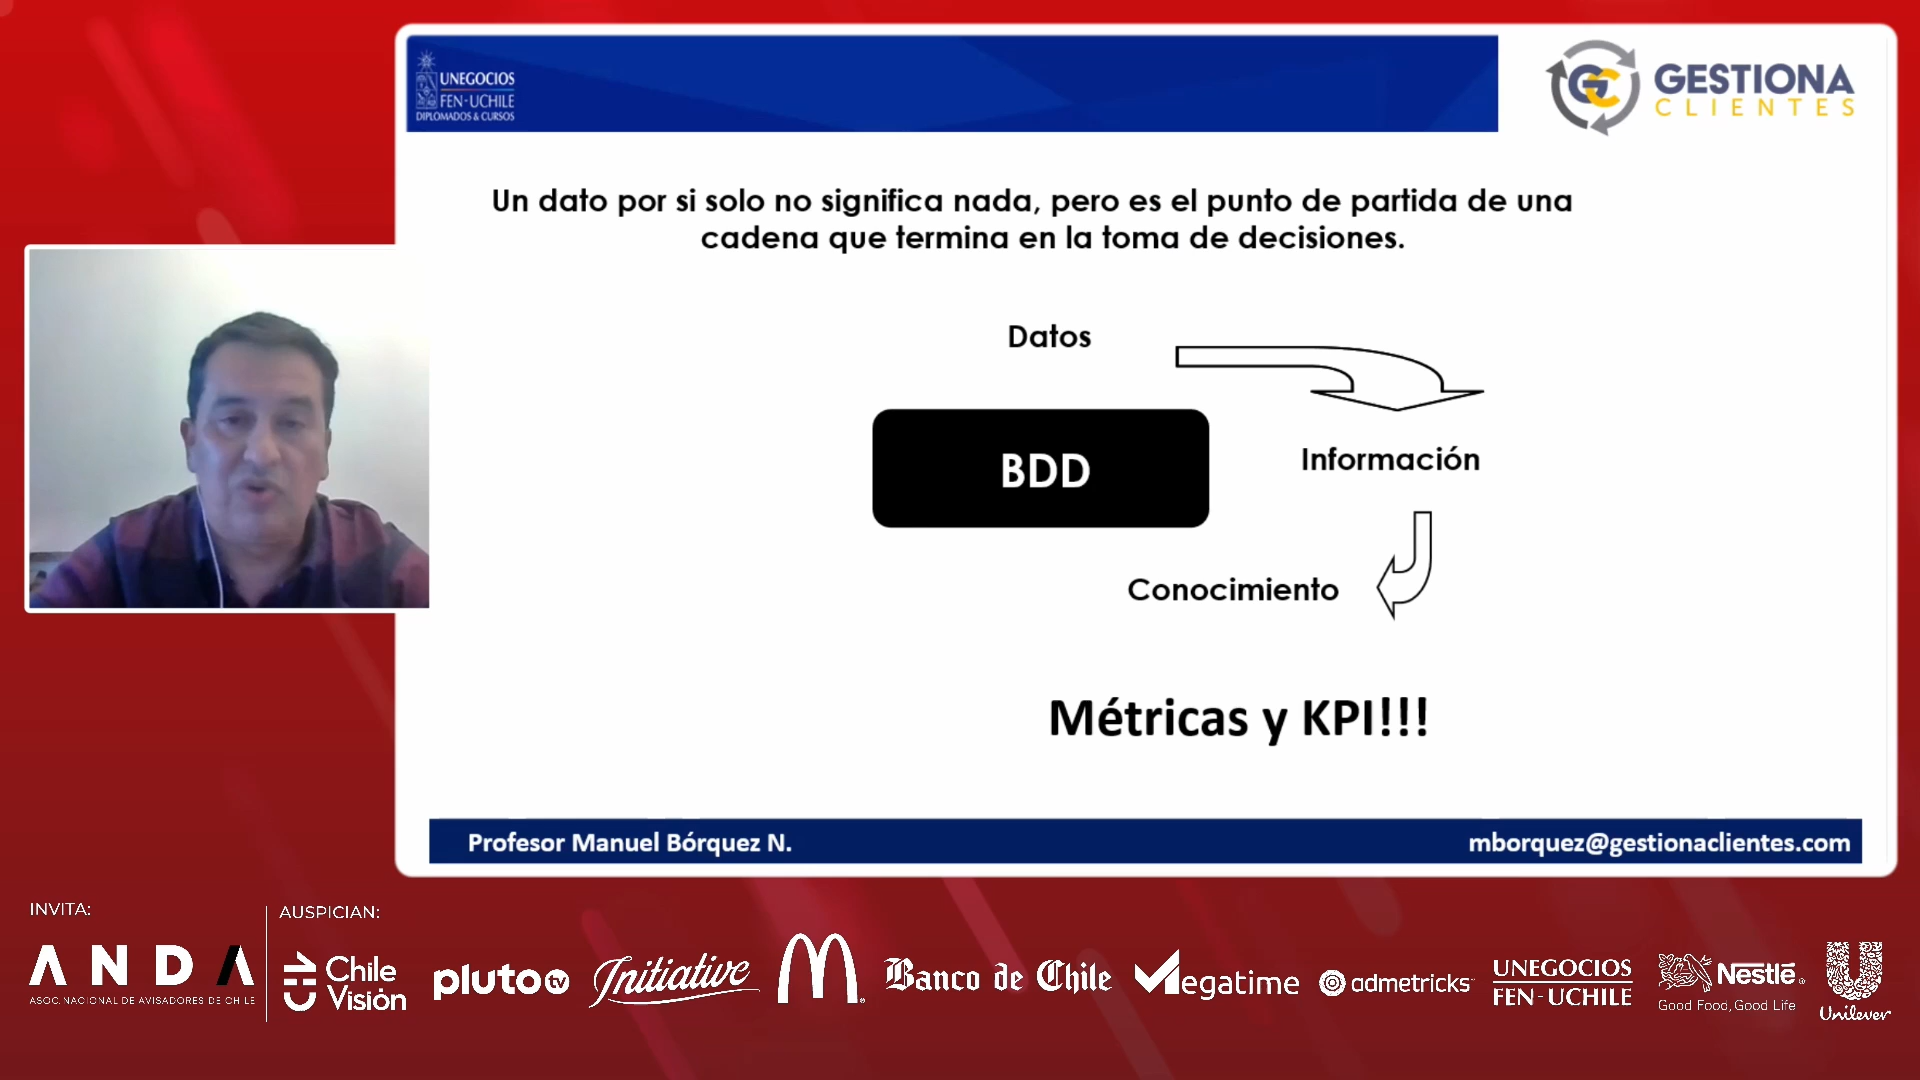 UNEGOCIOS
FEN-UCHILE
DIPLOMADOS & CURSOS
GC
GESTIONA
CLIENTES
Un dato por si solo no significa nada, pero es el punto de partida de una
cadena que termina en la toma de decisiones.
Datos
BDD
Información
Conocimiento
Métricas y KPI!!!
Profesor Manuel Bórquez N.
mborquez@gestionaclientes.com
INVITA:
ANDA
ASOC. NACIONAL DE AVISADORES DE CHILE
AUSPICIAN:
CHV
Chile
Visión
pluto tv
Initiative
M
Banco de Chile
Megatime
admetricks
UNEGOCIOS
FEN-UCHILE
Nestlé
Good Food, Good Life
Unilever